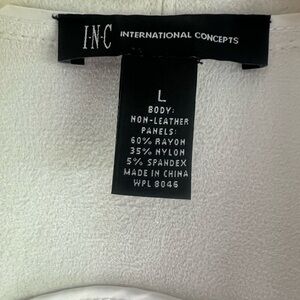 I·N·C INTERNATIONAL CONCEPTS
L
BODY:
NON-LEATHER
PANELS:
60% RAYON
35% NYLON
5% SPANDEX
MADE IN CHINA
WPL 8046